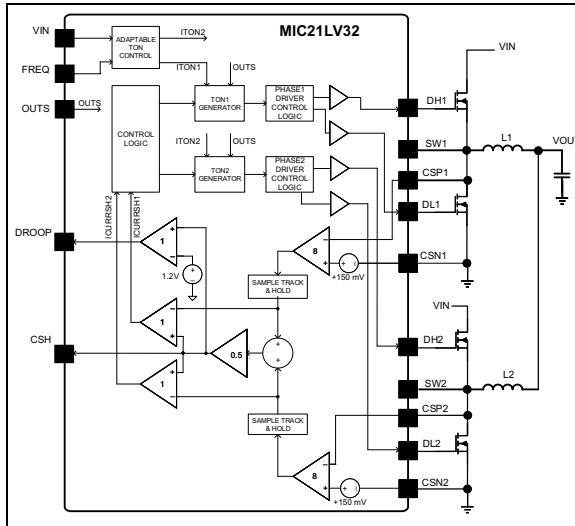 MIC21LV32
VIN
FREQ
OUTS
DROOP
CSH
ADAPTABLE
TON
CONTROL
ITON2
ITON1
OUTS
OUTS
CONTROL
LOGIC
TON1
GENERATOR
PHASE1
DRIVER
CONTROL
LOGIC
ITON2
OUTS
TON2
GENERATOR
PHASE2
DRIVER
CONTROL
LOGIC
ICURRSH2
ICURRSH1
1
1.2V
1
1
0.5
SAMPLE TRACK
& HOLD
8
+150 mV
SAMPLE TRACK
& HOLD
8
+150 mV
DH1
SW1
CSP1
DL1
CSN1
DH2
SW2
CSP2
DL2
CSN2
VIN
L1
VOUT
VIN
L2